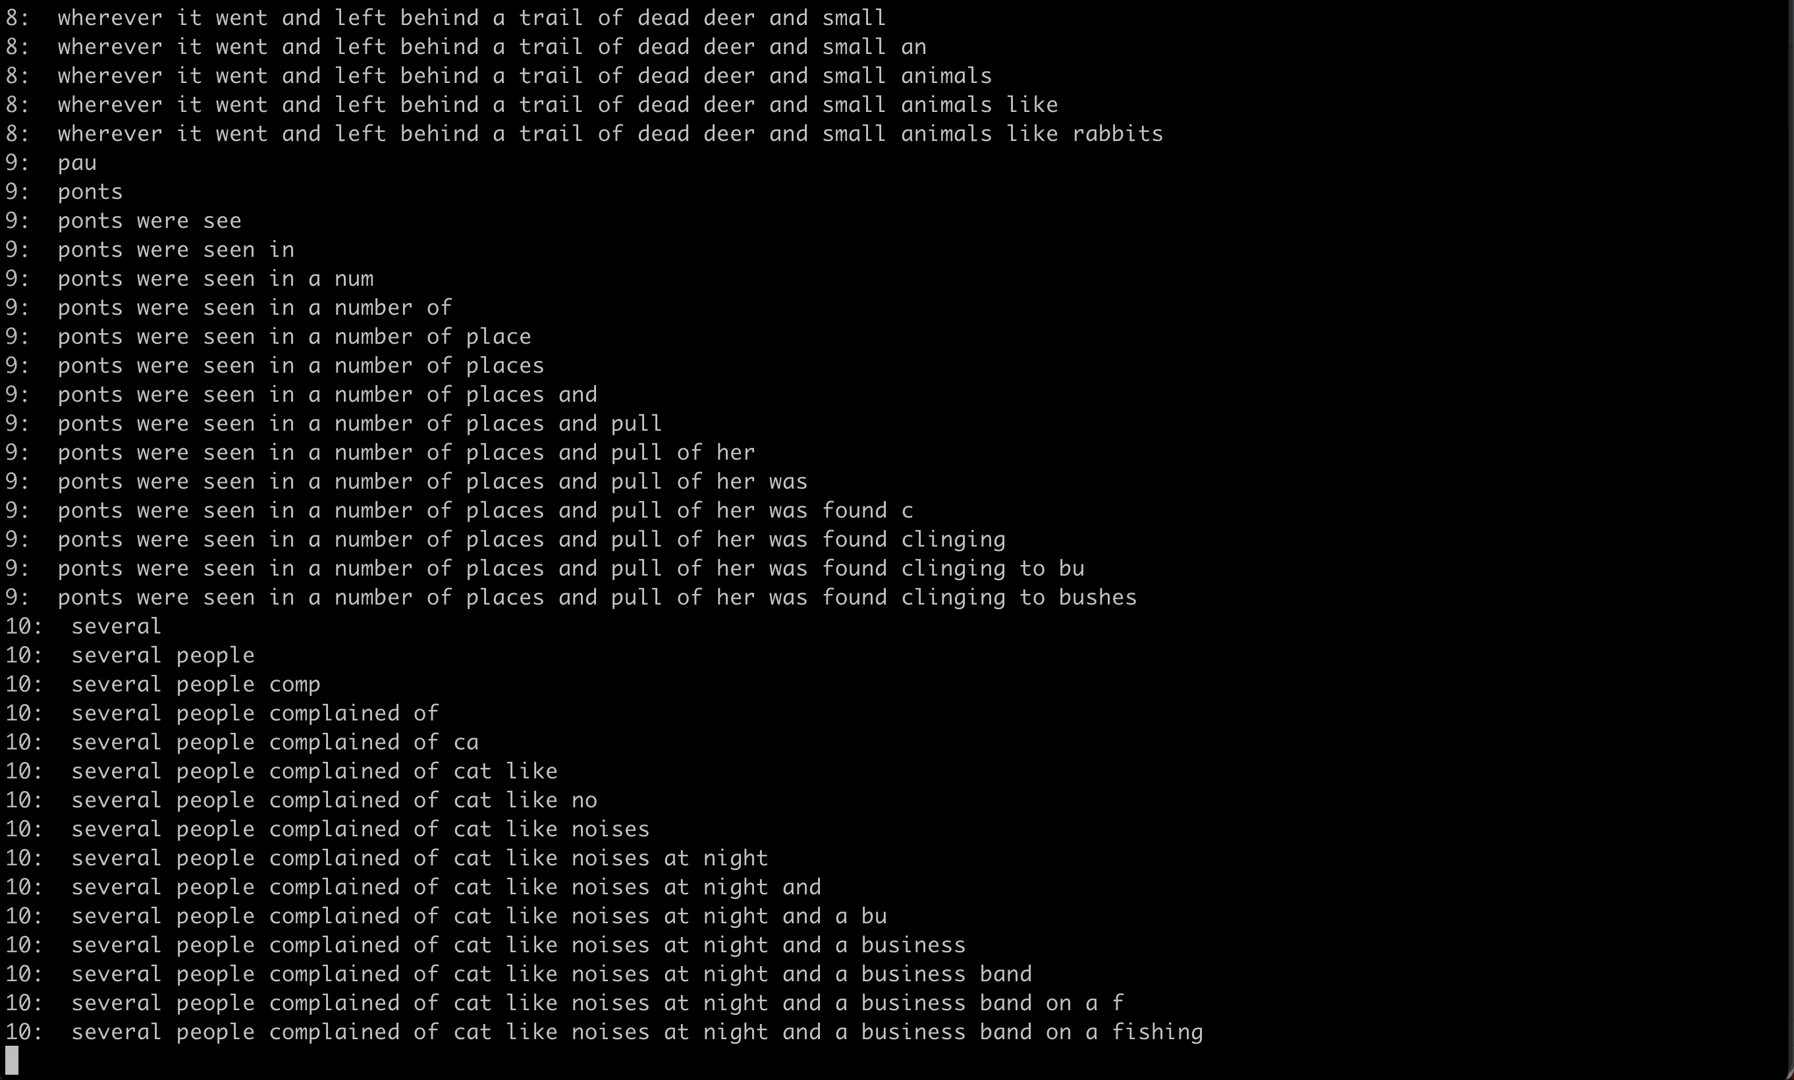 8:  wherever it went and left behind a trail of dead deer and small
8:  wherever it went and left behind a trail of dead deer and small an
8:  wherever it went and left behind a trail of dead deer and small animals
8:  wherever it went and left behind a trail of dead deer and small animals like
8:  wherever it went and left behind a trail of dead deer and small animals like rabbits
9:  pau
9:  ponts
9:  ponts were see
9:  ponts were seen in
9:  ponts were seen in a num
9:  ponts were seen in a number of
9:  ponts were seen in a number of place
9:  ponts were seen in a number of places
9:  ponts were seen in a number of places and
9:  ponts were seen in a number of places and pull
9:  ponts were seen in a number of places and pull of her
9:  ponts were seen in a number of places and pull of her was
9:  ponts were seen in a number of places and pull of her was found c
9:  ponts were seen in a number of places and pull of her was found clinging
9:  ponts were seen in a number of places and pull of her was found clinging to bu
9:  ponts were seen in a number of places and pull of her was found clinging to bushes
10:  several
10:  several people
10:  several people comp
10:  several people complained of
10:  several people complained of ca
10:  several people complained of cat like
10:  several people complained of cat like no
10:  several people complained of cat like noises
10:  several people complained of cat like noises at night
10:  several people complained of cat like noises at night and
10:  several people complained of cat like noises at night and a bu
10:  several people complained of cat like noises at night and a business
10:  several people complained of cat like noises at night and a business band
10:  several people complained of cat like noises at night and a business band on a f
10:  several people complained of cat like noises at night and a business band on a fishing